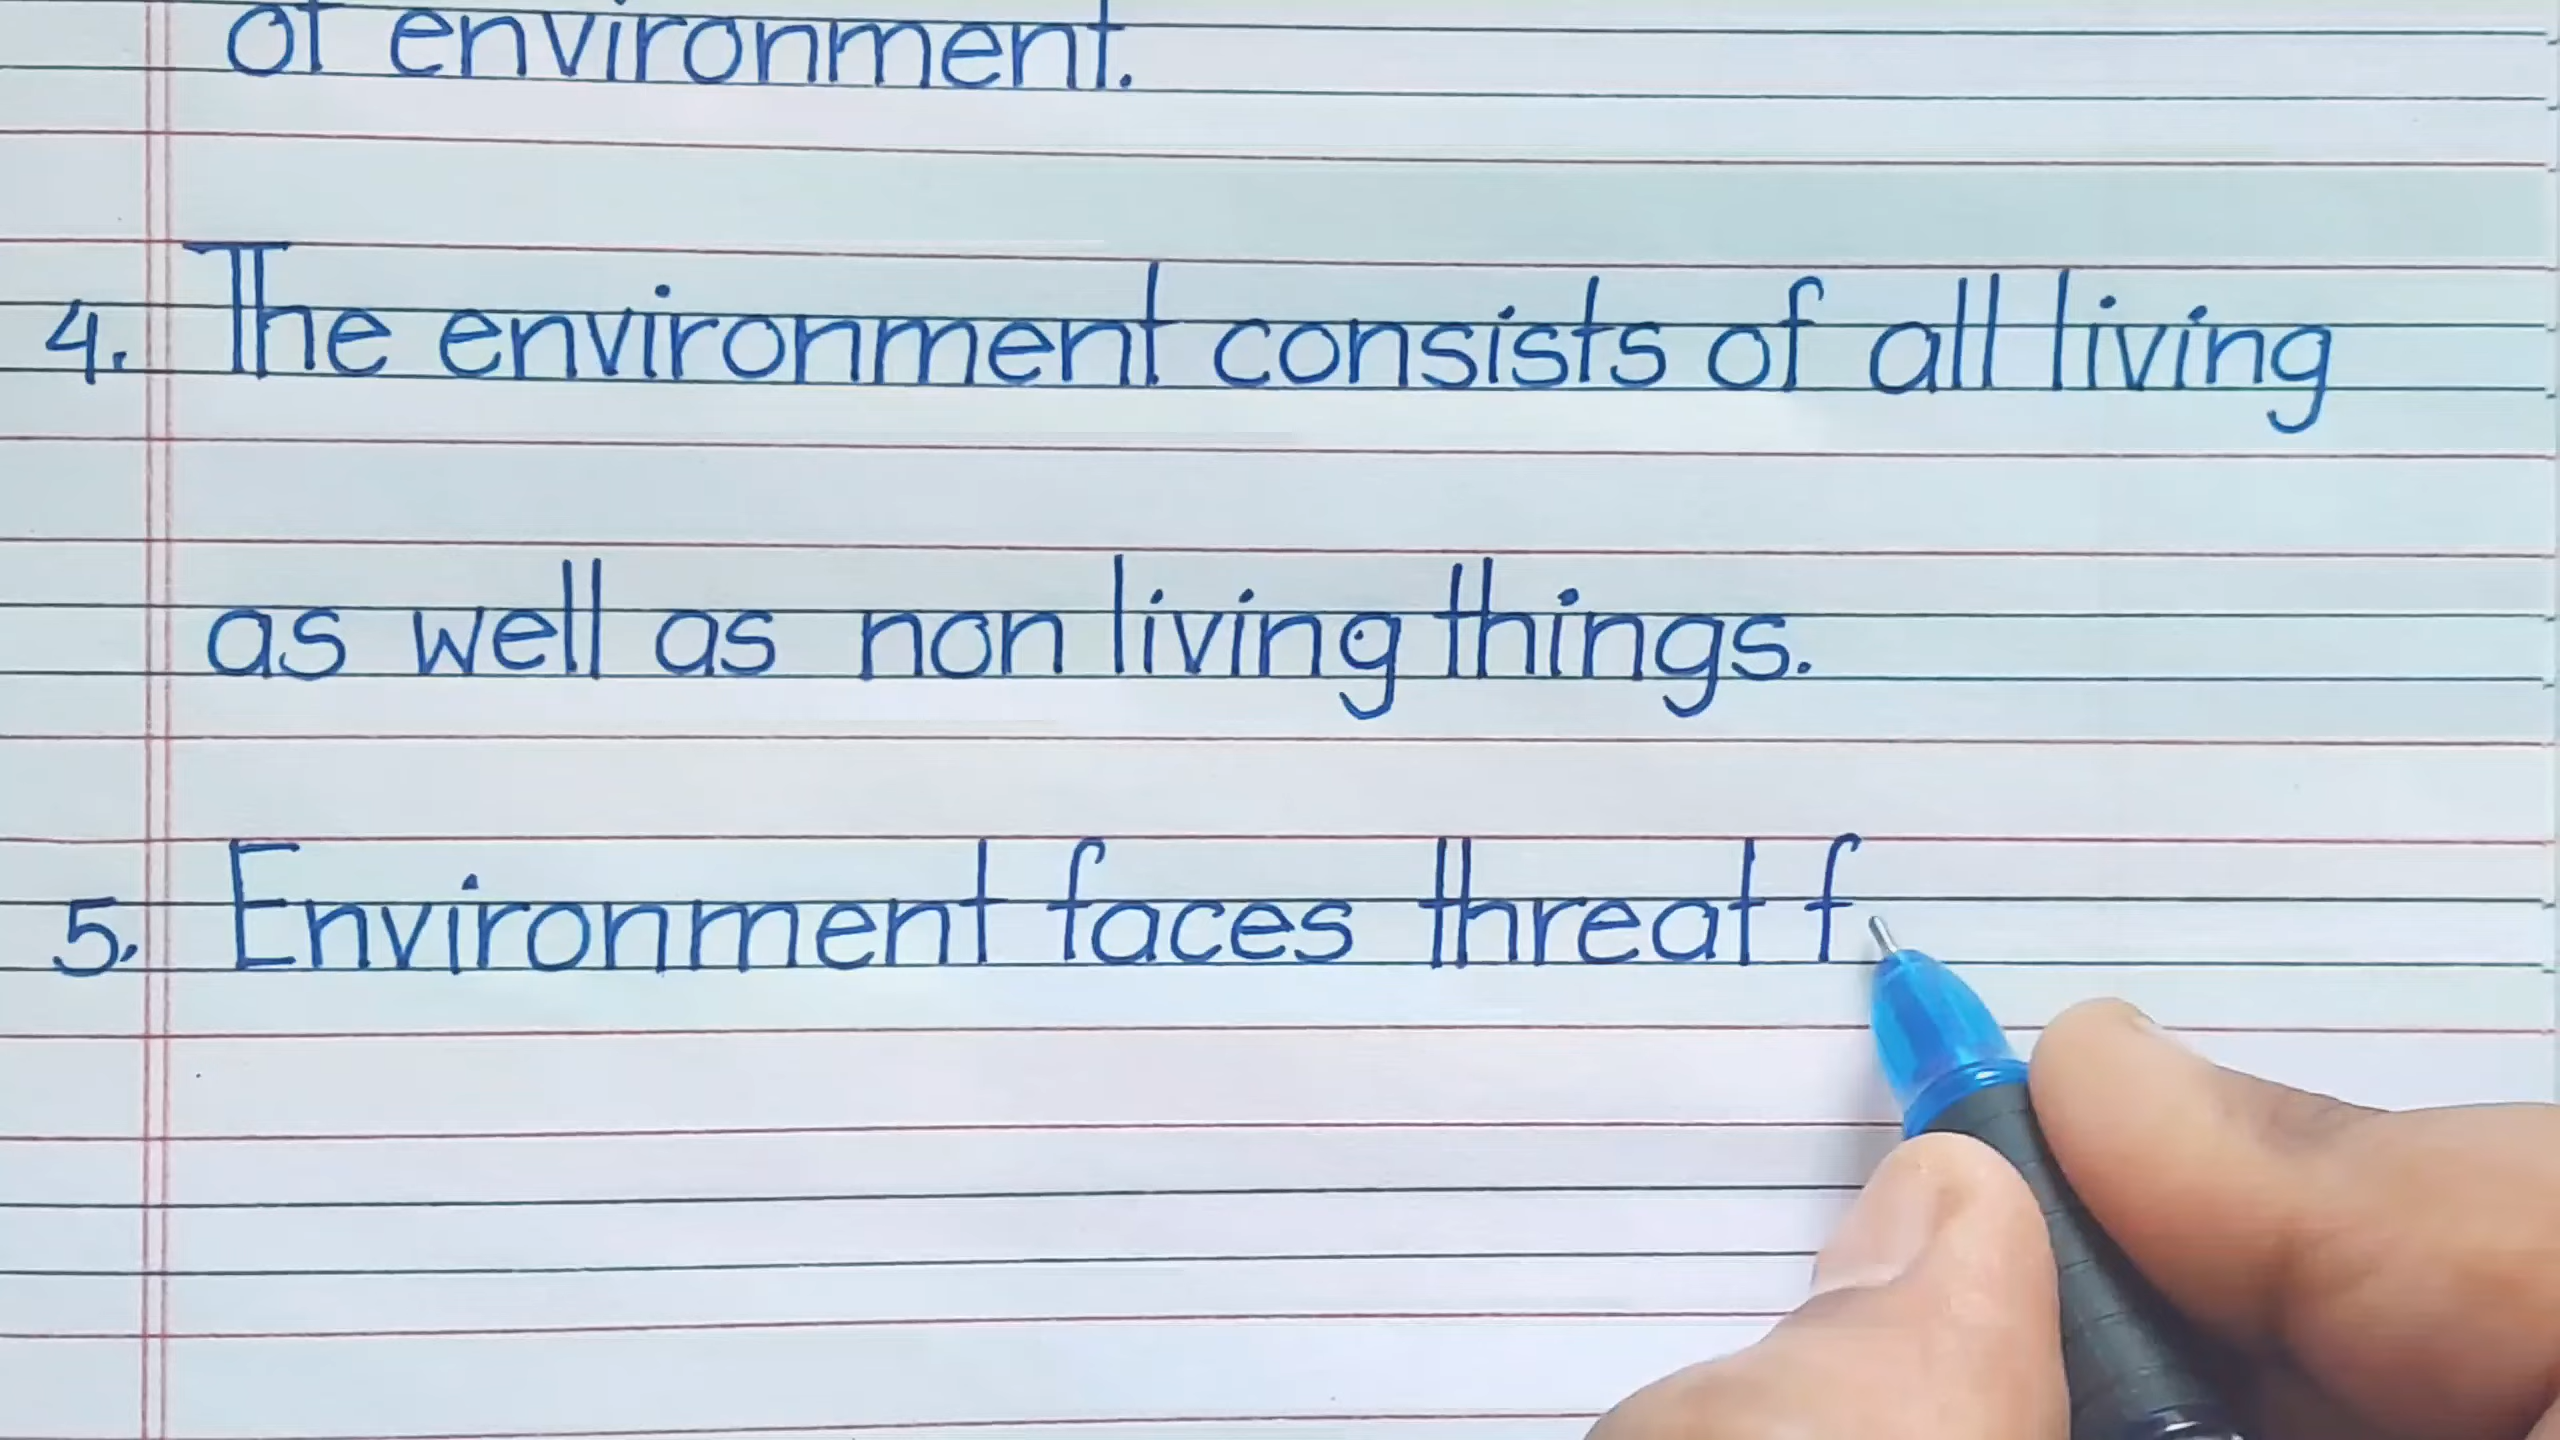 of environment.
4. The environment consists of all living
as well as non living things.
5. Environment faces threat f